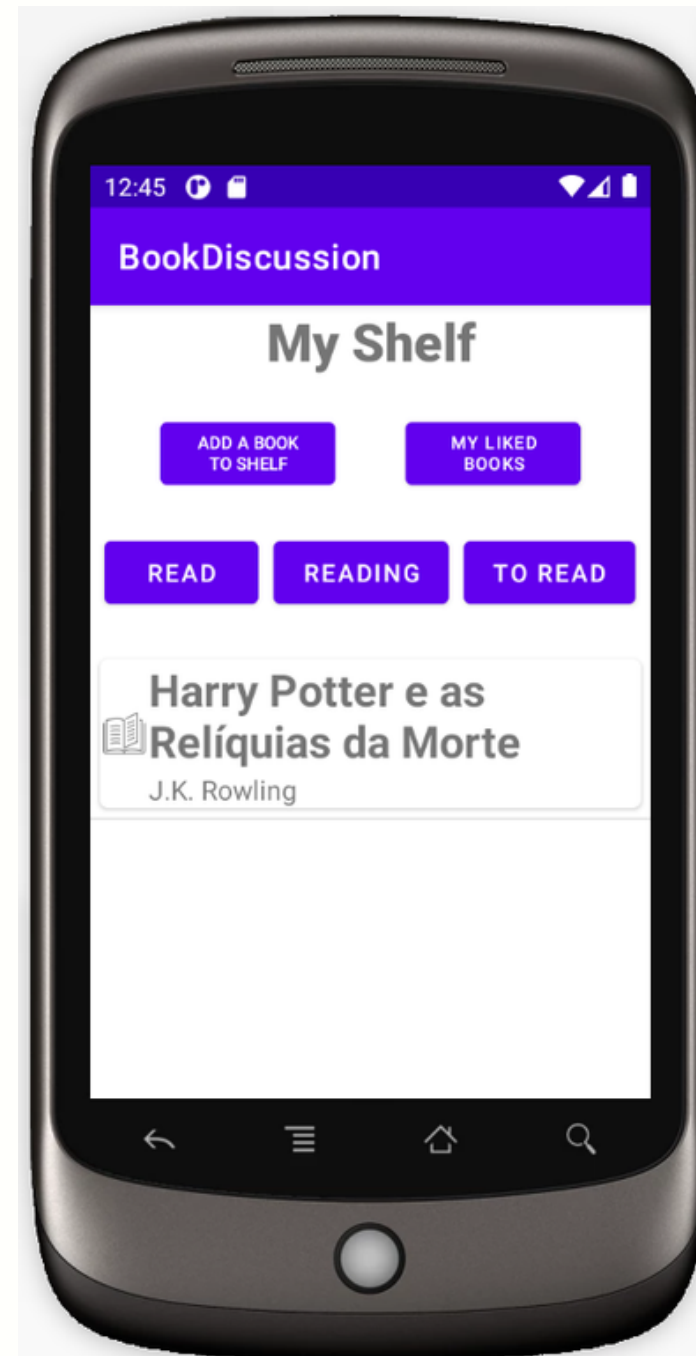 12:45
BookDiscussion
My Shelf
ADD A BOOK
TO SHELF
MY LIKED
BOOKS
READ
READING
TO READ
Harry Potter e as
Relíquias da Morte
J.K. Rowling